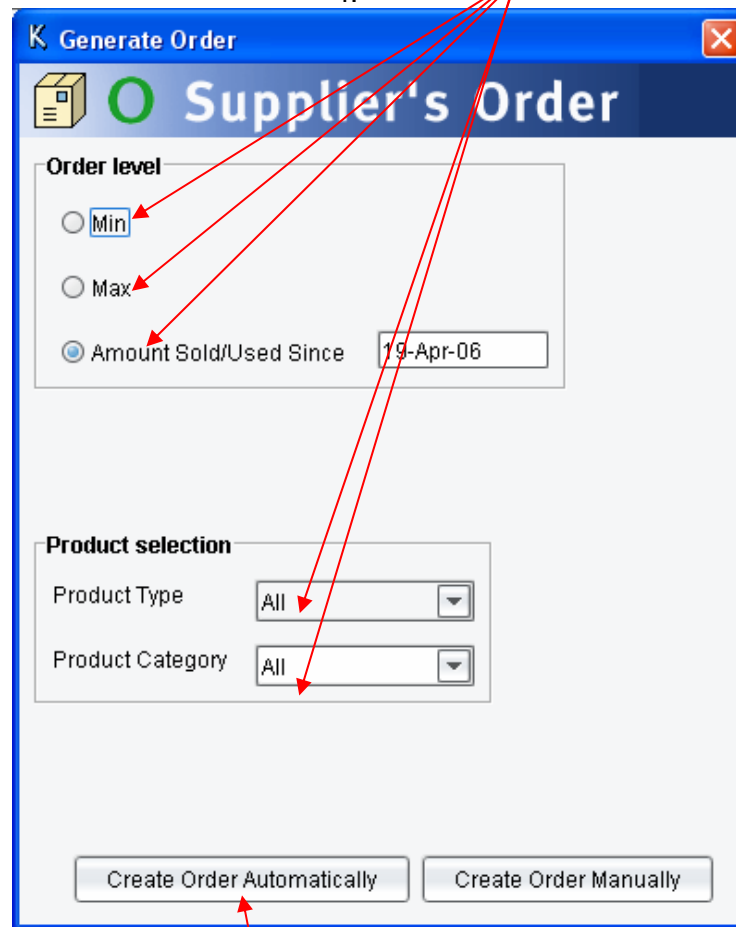 K Generate Order
O Supplier's Order
Order level
Min
Max
Amount Sold/Used Since 19-Apr-06
Product selection
Product Type All
Product Category All
Create Order Automatically Create Order Manually